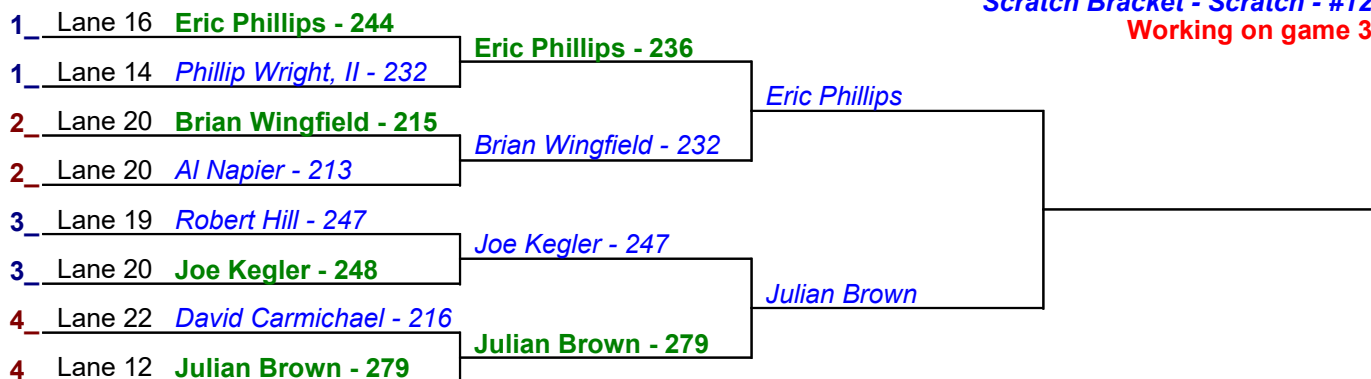 Scratch Bracket - Scratch - #12
Working on game 3
1_ Lane 16 Eric Phillips - 244
Eric Phillips - 236
1_ Lane 14 Phillip Wright, II - 232
Eric Phillips
2_ Lane 20 Brian Wingfield - 215
Brian Wingfield - 232
2_ Lane 20 Al Napier - 213
3_ Lane 19 Robert Hill - 247
Joe Kegler - 247
3_ Lane 20 Joe Kegler - 248
Julian Brown
4_ Lane 22 David Carmichael - 216
Julian Brown - 279
4 Lane 12 Julian Brown - 279